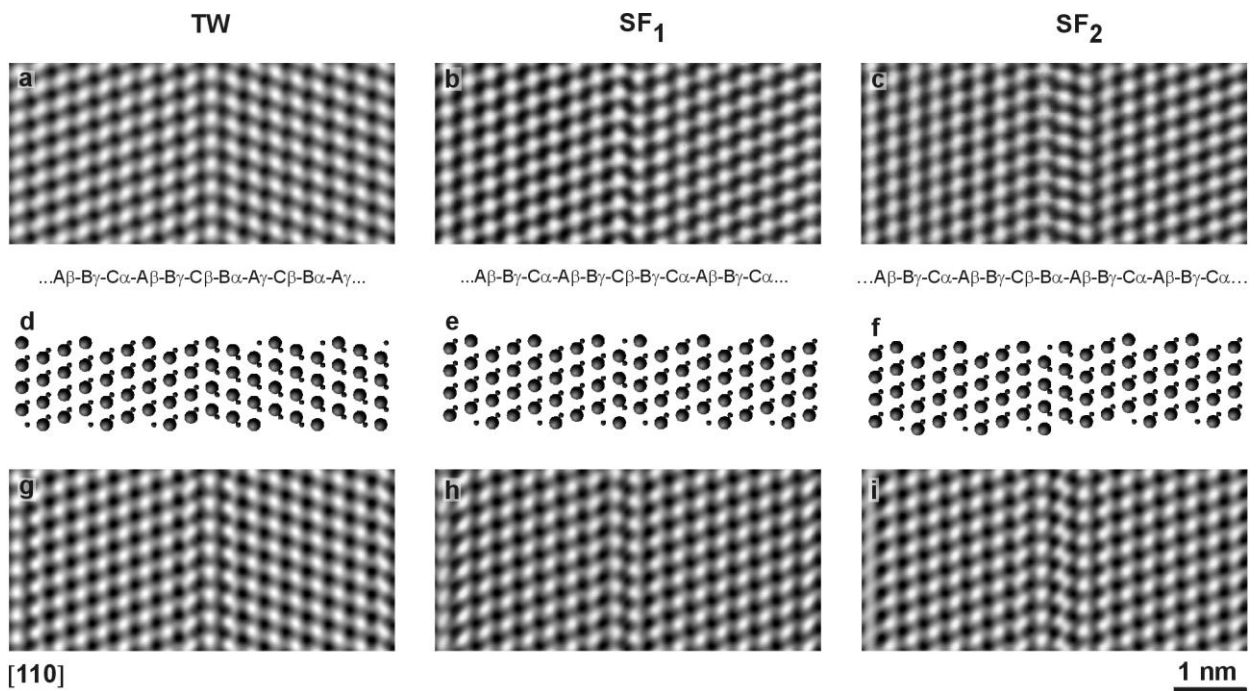 TW SF₁ SF₂
a b c
...Aβ-Bγ-Cα-Aβ-Bγ-Cβ-Bα-Aγ-Cβ-Bα-Aγ... ...Aβ-Bγ-Cα-Aβ-Bγ-Cβ-Bγ-Cα-Aβ-Bγ-Cα... ...Aβ-Bγ-Cα-Aβ-Bγ-Cβ-Bα-Aβ-Bγ-Cα-Aβ-Bγ-Cα...
d e f
g h i
[110] 1 nm